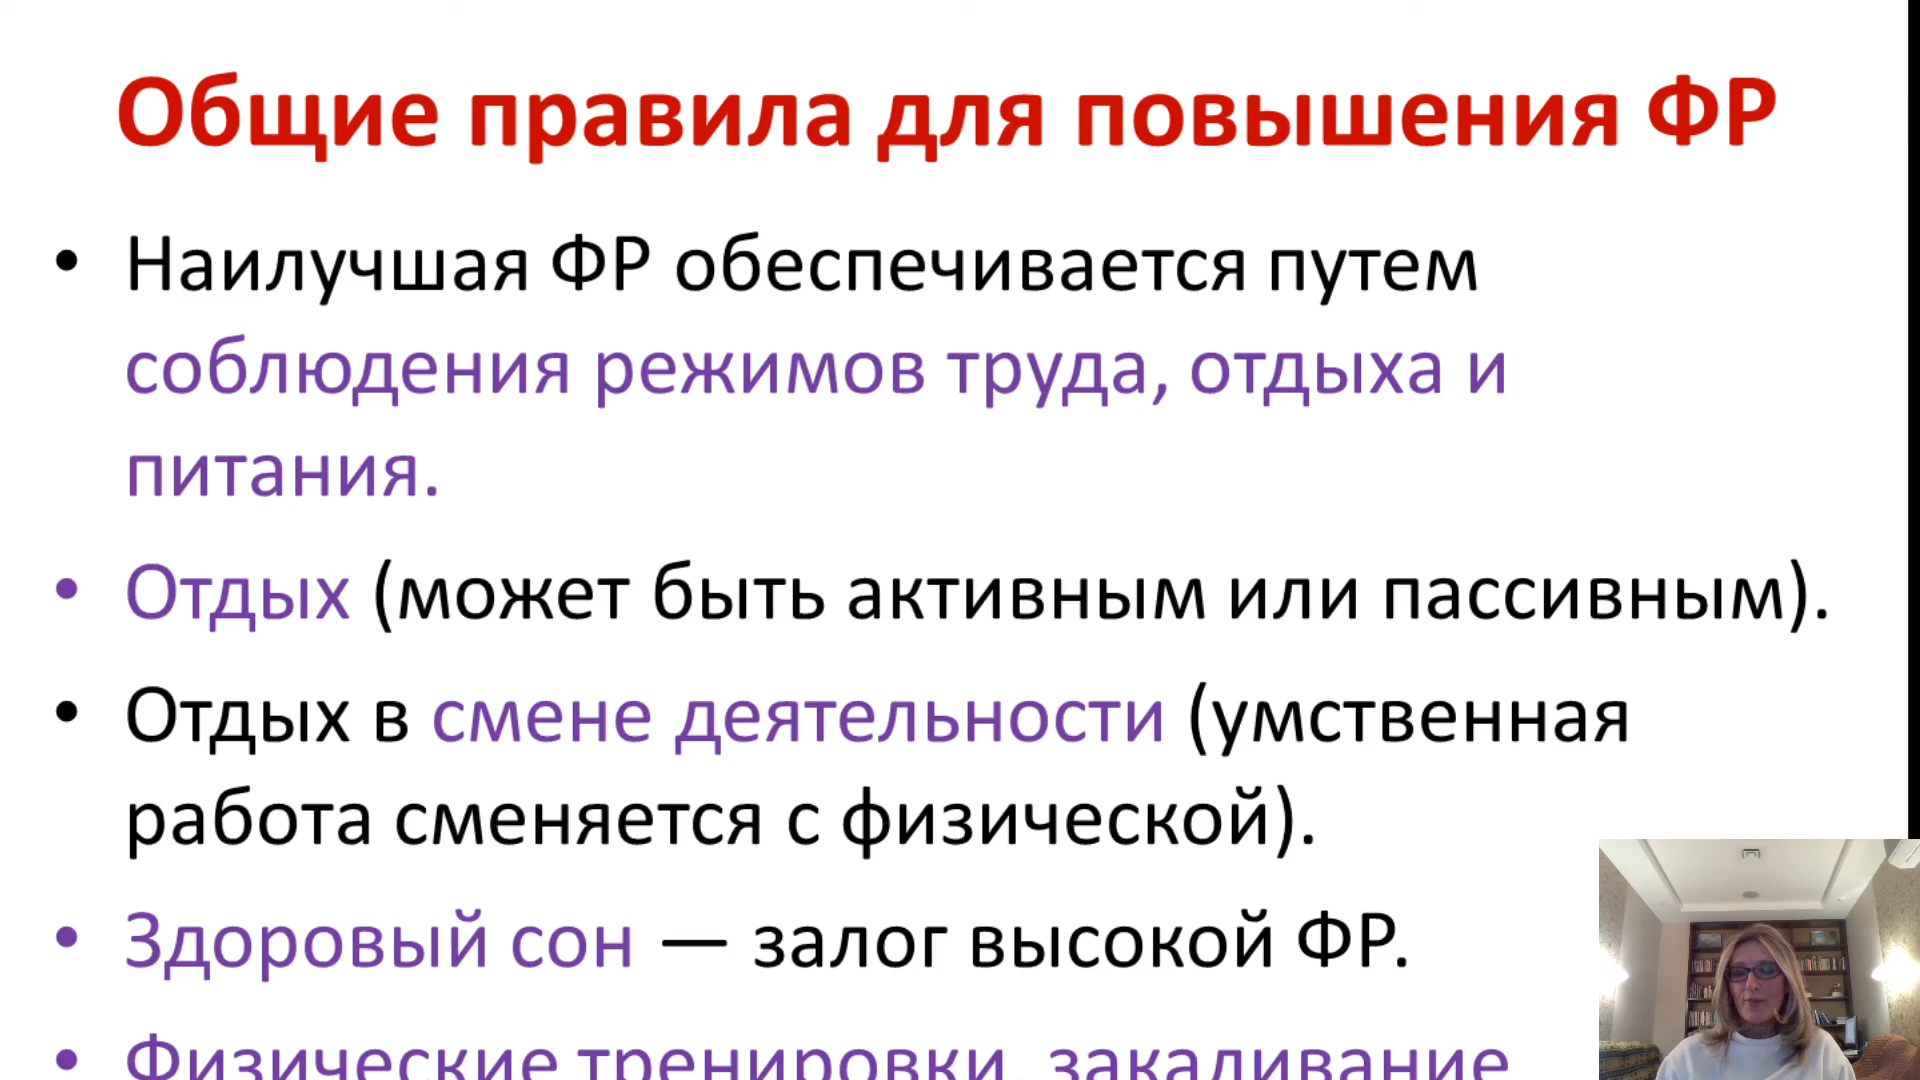 Общие правила для повышения ФР
• Наилучшая ФР обеспечивается путем
соблюдения режимов труда, отдыха и
питания.
• Отдых (может быть активным или пассивным).
• Отдых в смене деятельности (умственная
работа сменяется с физической).
• Здоровый сон — залог высокой ФР.
• Физические тренировки, закаливание